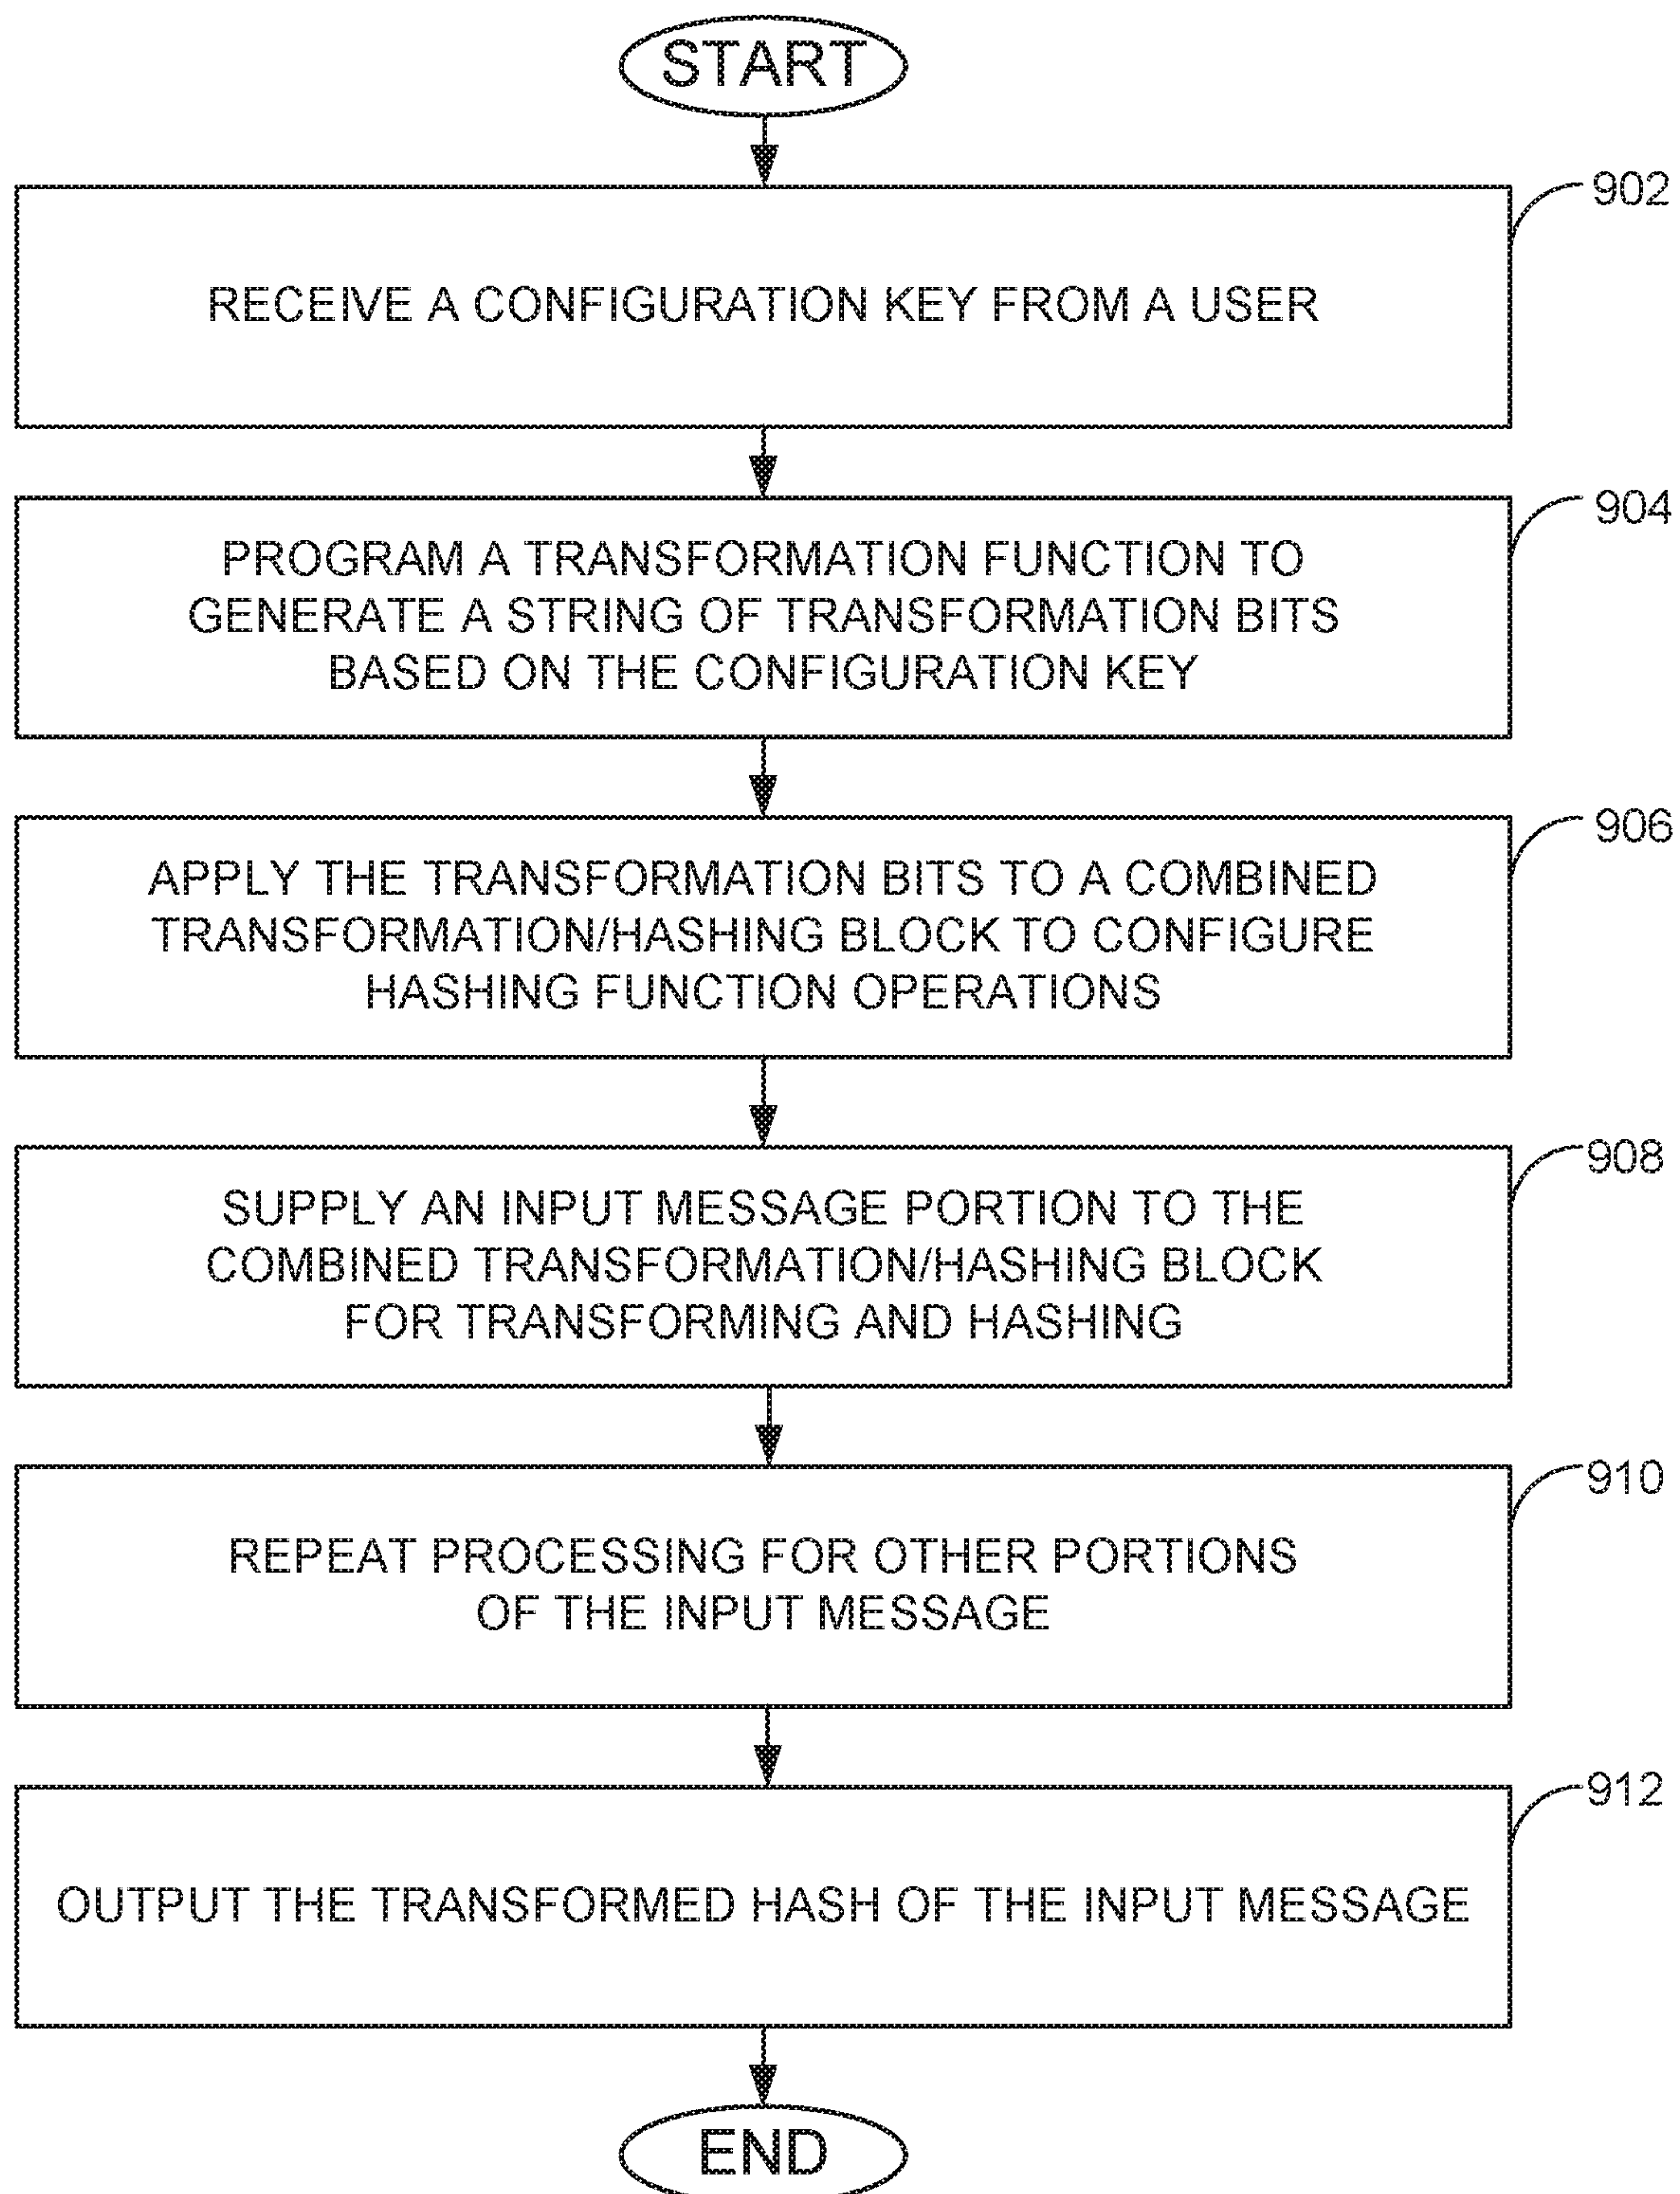 START
902
RECEIVE A CONFIGURATION KEY FROM A USER
904
PROGRAM A TRANSFORMATION FUNCTION TO
GENERATE A STRING OF TRANSFORMATION BITS
BASED ON THE CONFIGURATION KEY
906
APPLY THE TRANSFORMATION BITS TO A COMBINED
TRANSFORMATION/HASHING BLOCK TO CONFIGURE
HASHING FUNCTION OPERATIONS
908
SUPPLY AN INPUT MESSAGE PORTION TO THE
COMBINED TRANSFORMATION/HASHING BLOCK
FOR TRANSFORMING AND HASHING
910
REPEAT PROCESSING FOR OTHER PORTIONS
OF THE INPUT MESSAGE
912
OUTPUT THE TRANSFORMED HASH OF THE INPUT MESSAGE
END